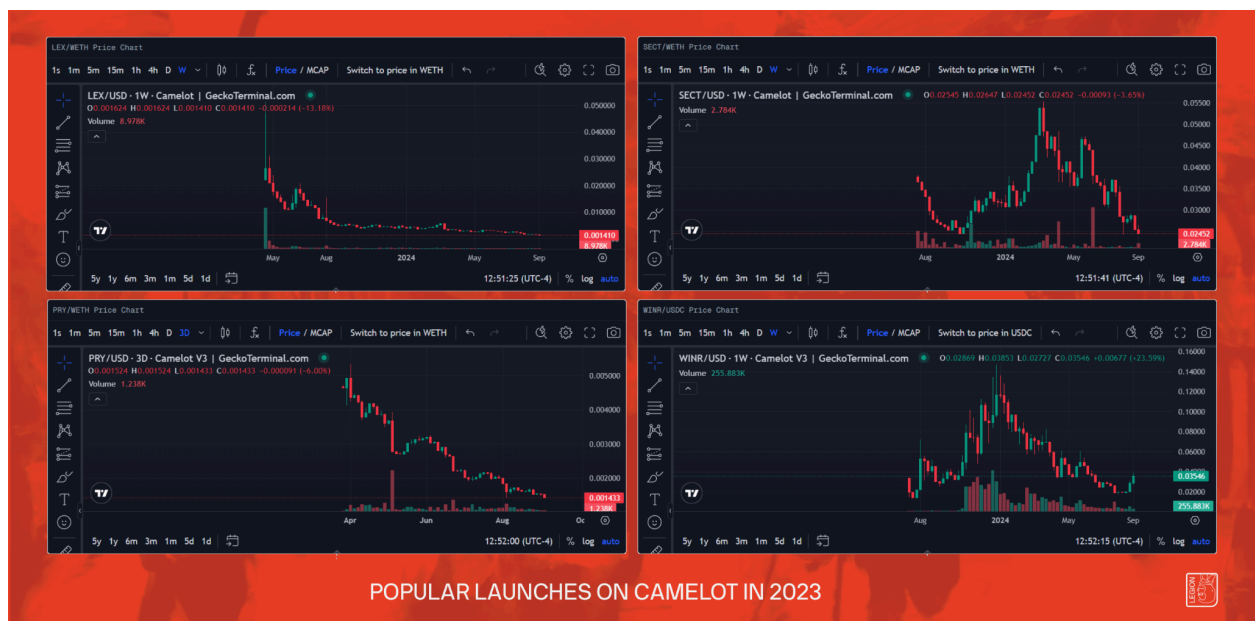 LEX/WETH Price Chart
1s 1m 5m 15m 1h 4h D W Price / MCAP Switch to price in WETH
LEX/USD · 1W · Camelot | GeckoTerminal.com
O0.001624 H0.001624 L0.001410 C0.001410 -0.000214 (-13.18%)
Volume 8.978K
0.050000
0.040000
0.030000
0.020000
0.010000
0.001410
8.978K
May Aug 2024 May Sep
5y 1y 6m 3m 1m 5d 1d 12:51:25 (UTC-4) % log auto
SECT/WETH Price Chart
1s 1m 5m 15m 1h 4h D W Price / MCAP Switch to price in WETH
SECT/USD · 1W · Camelot | GeckoTerminal.com O0.02545 H0.02647 L0.02452 C0.02452 -0.00093 (-3.65%)
Volume 2.784K
0.05500
0.05000
0.04500
0.04000
0.03500
0.03000
0.02452
2.784K
Aug 2024 May Sep
5y 1y 6m 3m 1m 5d 1d 12:51:41 (UTC-4) % log auto
PRY/WETH Price Chart
1s 1m 5m 15m 1h 4h D 3D Price / MCAP Switch to price in WETH
PRY/USD · 3D · Camelot V3 | GeckoTerminal.com
O0.001524 H0.001524 L0.001433 C0.001433 -0.000091 (-6.00%)
Volume 1.238K
0.005000
0.004000
0.003000
0.002000
0.001433
1.238K
Apr Jun Aug Oc
5y 1y 6m 3m 1m 5d 1d 12:52:00 (UTC-4) % log auto
WINR/USDC Price Chart
1s 1m 5m 15m 1h 4h D W Price / MCAP Switch to price in USDC
WINR/USD · 1W · Camelot V3 | GeckoTerminal.com O0.02869 H0.03853 L0.02727 C0.03546 +0.00677 (+23.59%)
Volume 255.883K
0.16000
0.14000
0.12000
0.10000
0.08000
0.06000
0.03546
0.02000
255.883K
Aug 2024 May Sep
5y 1y 6m 3m 1m 5d 1d 12:52:15 (UTC-4) % log auto
POPULAR LAUNCHES ON CAMELOT IN 2023
LEGION